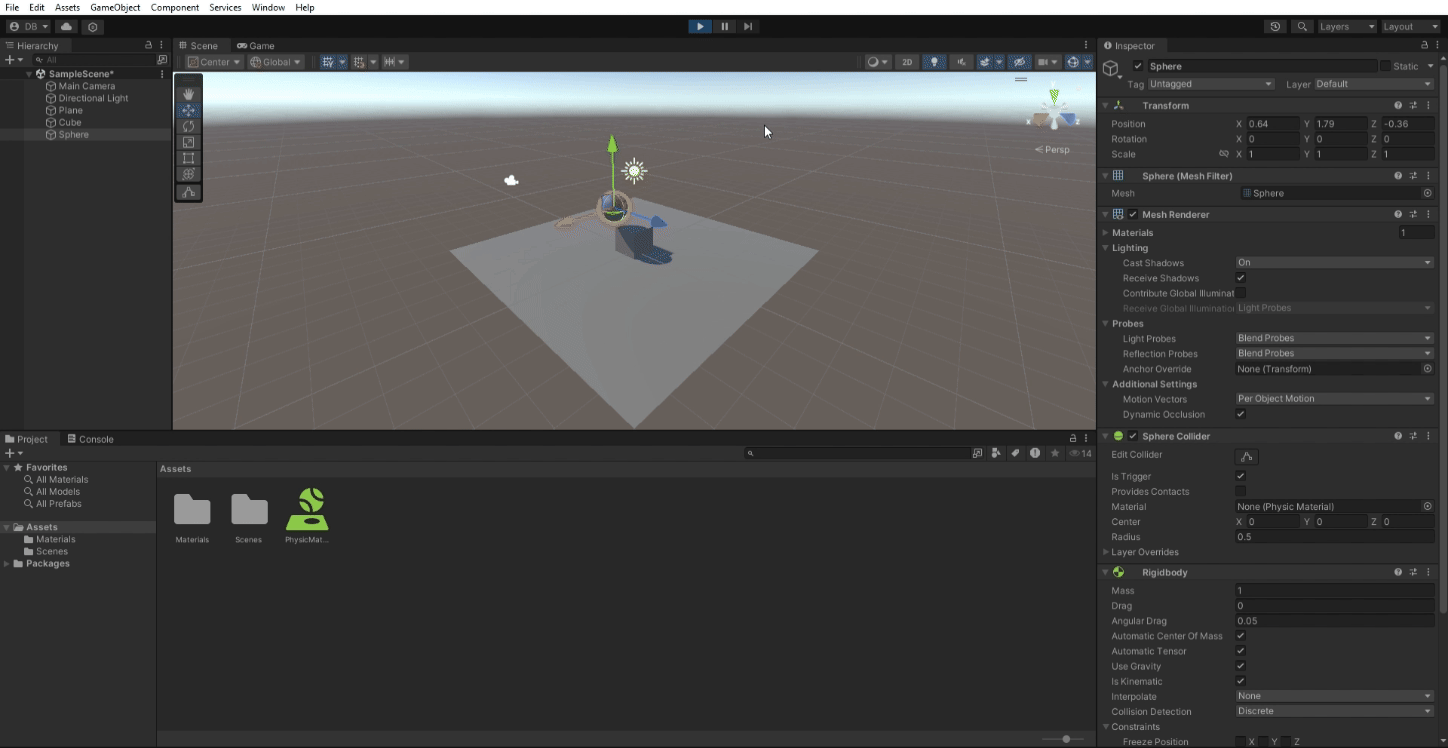 File Edit Assets GameObject Component Services Window Help
DB Layers Layout
Hierarchy
All
SampleScene*
Main Camera
Directional Light
Plane
Cube
Sphere
Scene Game
Center Global 2D
Persp
Inspector
Sphere Static
Tag Untagged Layer Default
Transform
Position X 0.64 Y 1.79 Z -0.36
Rotation X 0 Y 0 Z 0
Scale X 1 Y 1 Z 1
Sphere (Mesh Filter)
Mesh Sphere
Mesh Renderer
Materials 1
Lighting
Cast Shadows On
Receive Shadows
Contribute Global Illuminat
Receive Global Illumination Light Probes
Probes
Light Probes Blend Probes
Reflection Probes Blend Probes
Anchor Override None (Transform)
Additional Settings
Motion Vectors Per Object Motion
Dynamic Occlusion
Sphere Collider
Edit Collider
Is Trigger
Provides Contacts
Material None (Physic Material)
Center X 0 Y 0 Z 0
Radius 0.5
Layer Overrides
Rigidbody
Mass 1
Drag 0
Angular Drag 0.05
Automatic Center Of Mass
Automatic Tensor
Use Gravity
Is Kinematic
Interpolate None
Collision Detection Discrete
Constraints
Freeze Position X Y Z
Project Console
14
Favorites
All Materials
All Models
All Prefabs
Assets
Materials
Scenes
Packages
Assets
Materials Scenes PhysicMat...